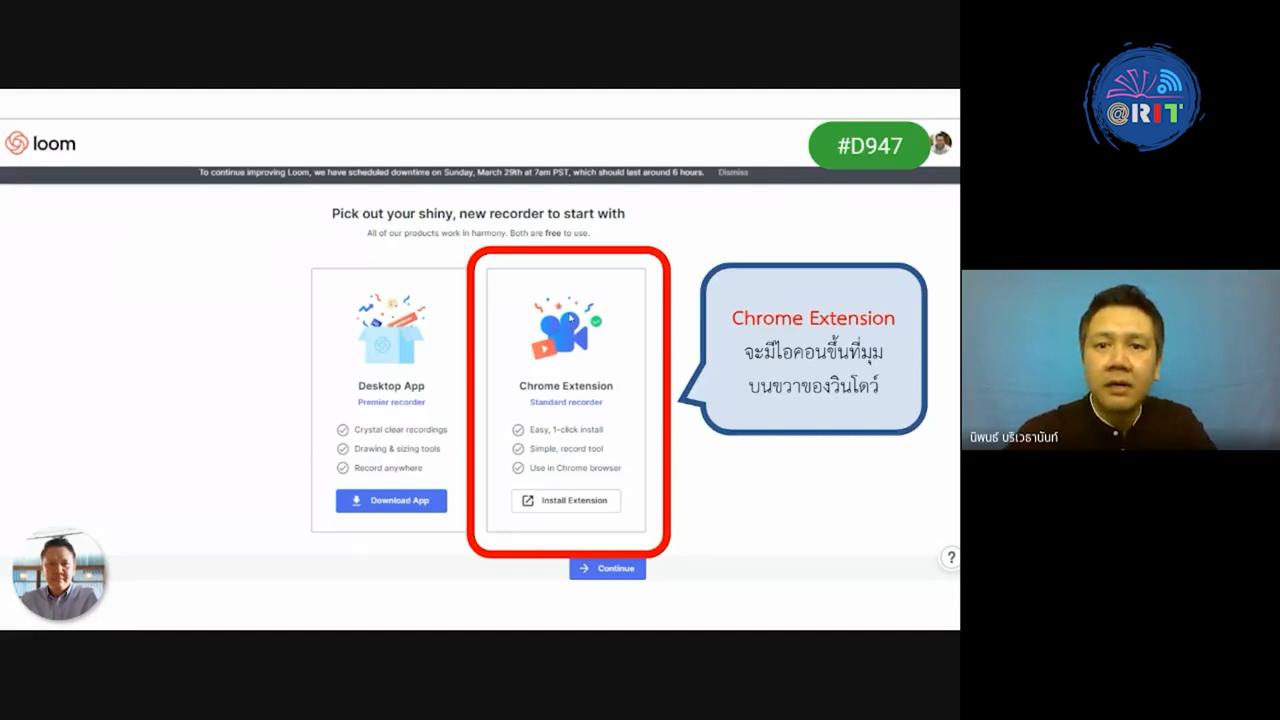 loom
#D947
To continue improving Loom, we have scheduled downtime on Sunday, March 29th at 7am PST, which should last around 6 hours. Dismiss
Pick out your shiny, new recorder to start with
All of our products work in harmony. Both are free to use.
Desktop App
Premier recorder
Crystal clear recordings
Drawing & sizing tools
Record anywhere
Download App
Chrome Extension
Standard recorder
Easy, 1-click install
Simple, record tool
Use in Chrome browser
Install Extension
Continue
?
Chrome Extension
จะมีไอคอนขึ้นที่มุม
บนขวาของวินโดว์
@RIT
นิพนธ์ บริเวธานันท์